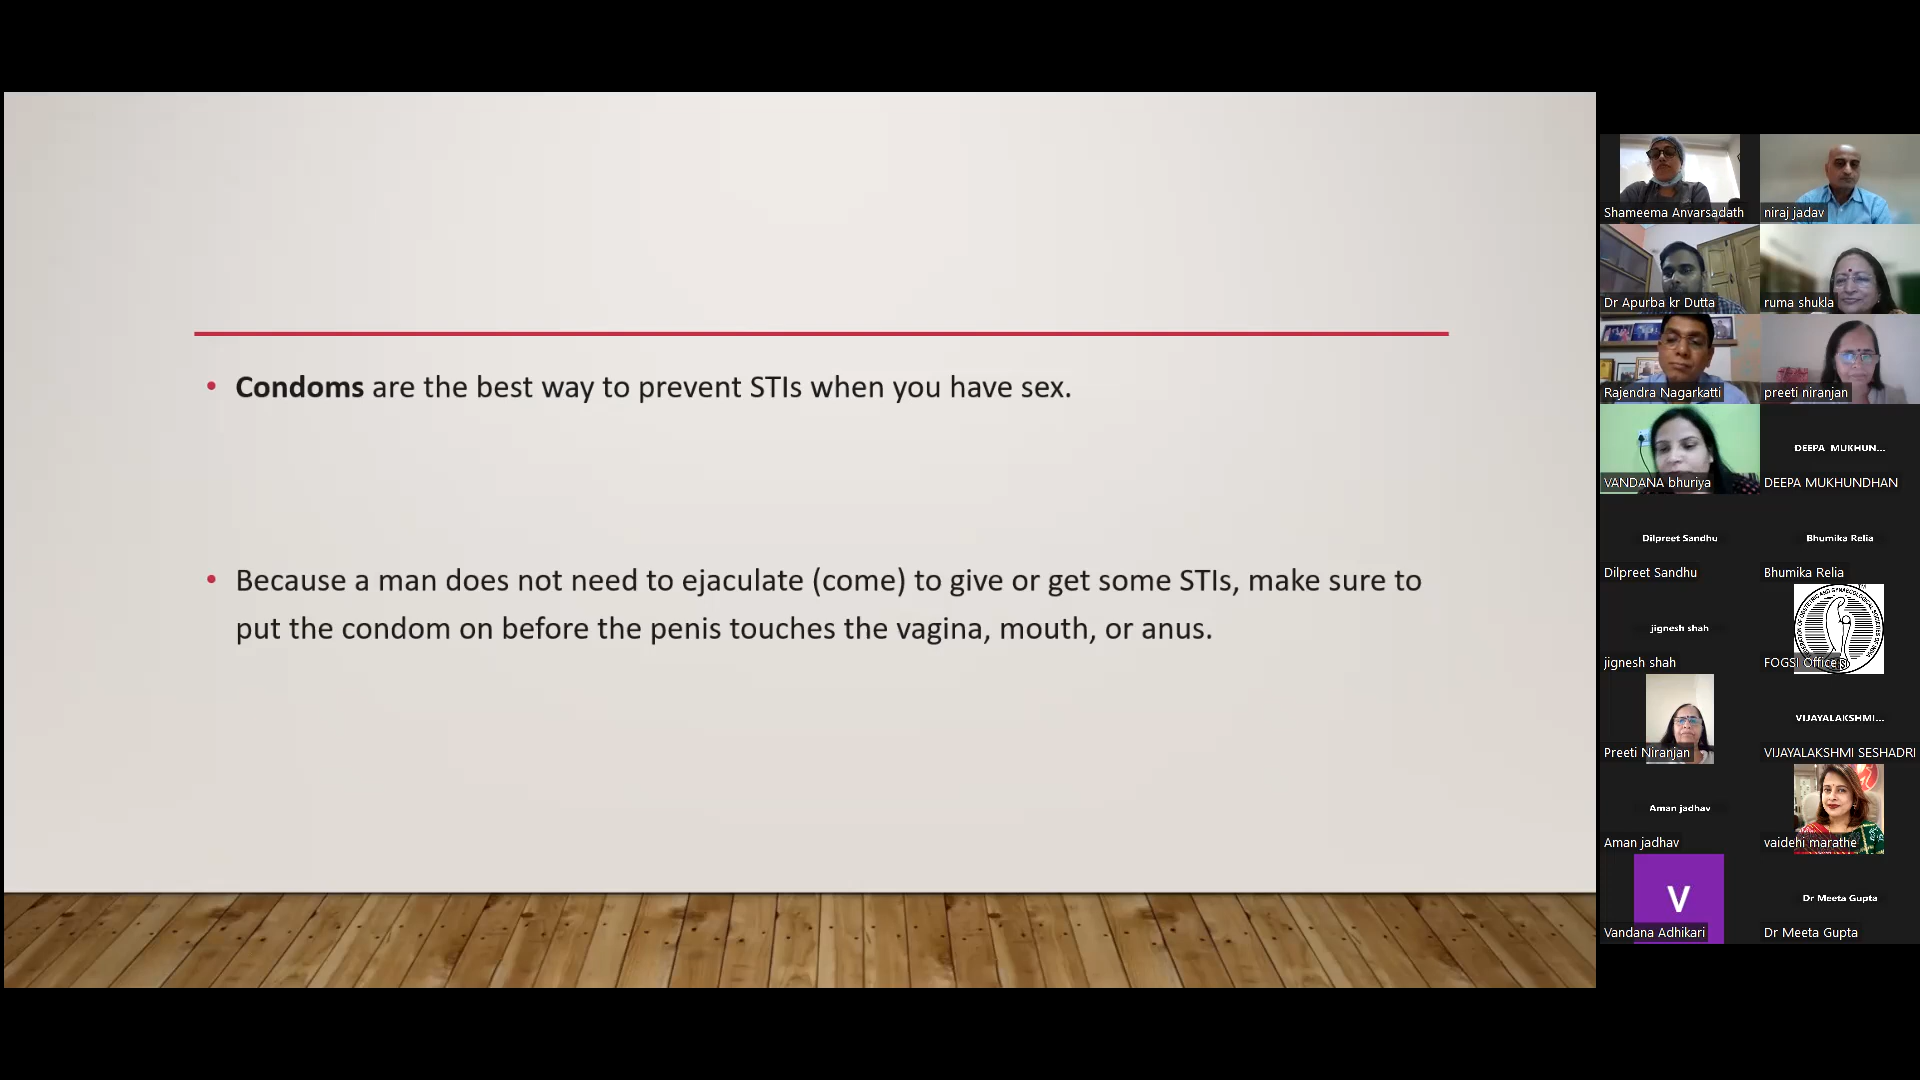 Condoms are the best way to prevent STIs when you have sex.
Because a man does not need to ejaculate (come) to give or get some STIs, make sure to
put the condom on before the penis touches the vagina, mouth, or anus.
Shameema Anvarsadath
niraj jadav
Dr Apurba kr Dutta
ruma shukla
Rajendra Nagarkatti
preeti niranjan
VANDANA bhuriya
DEEPA MUKHUN...
DEEPA MUKHUNDHAN
Dilpreet Sandhu
Dilpreet Sandhu
Bhumika Relia
Bhumika Relia
jignesh shah
jignesh shah
FOGSI Office
Preeti Niranjan
VIJAYALAKSHMI...
VIJAYALAKSHMI SESHADRI
Aman jadhav
Aman jadhav
vaidehi marathe
V
Vandana Adhikari
Dr Meeta Gupta
Dr Meeta Gupta